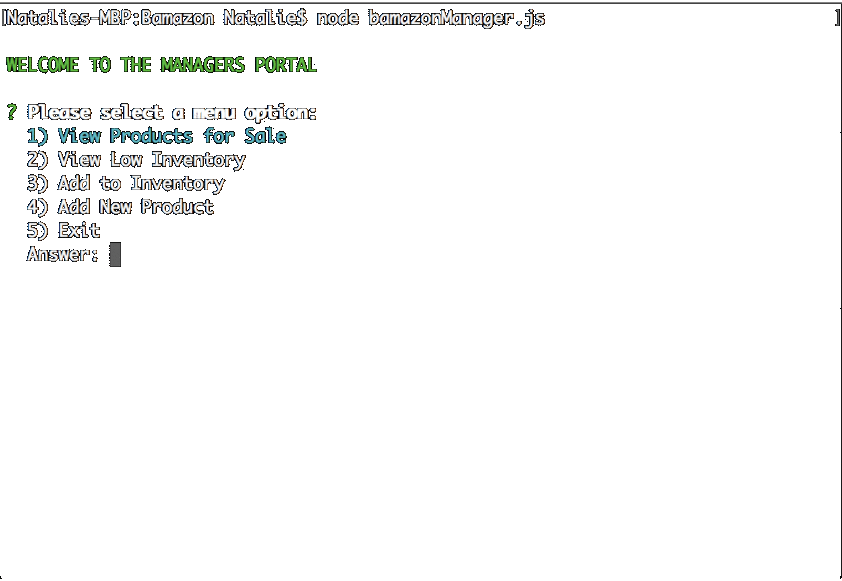 [Natalies-MBP:Bamazon Natalie$ node bamazonManager.js ]
WELCOME TO THE MANAGERS PORTAL
? Please select a menu option:
1) View Products for Sale
2) View Low Inventory
3) Add to Inventory
4) Add New Product
5) Exit
Answer: